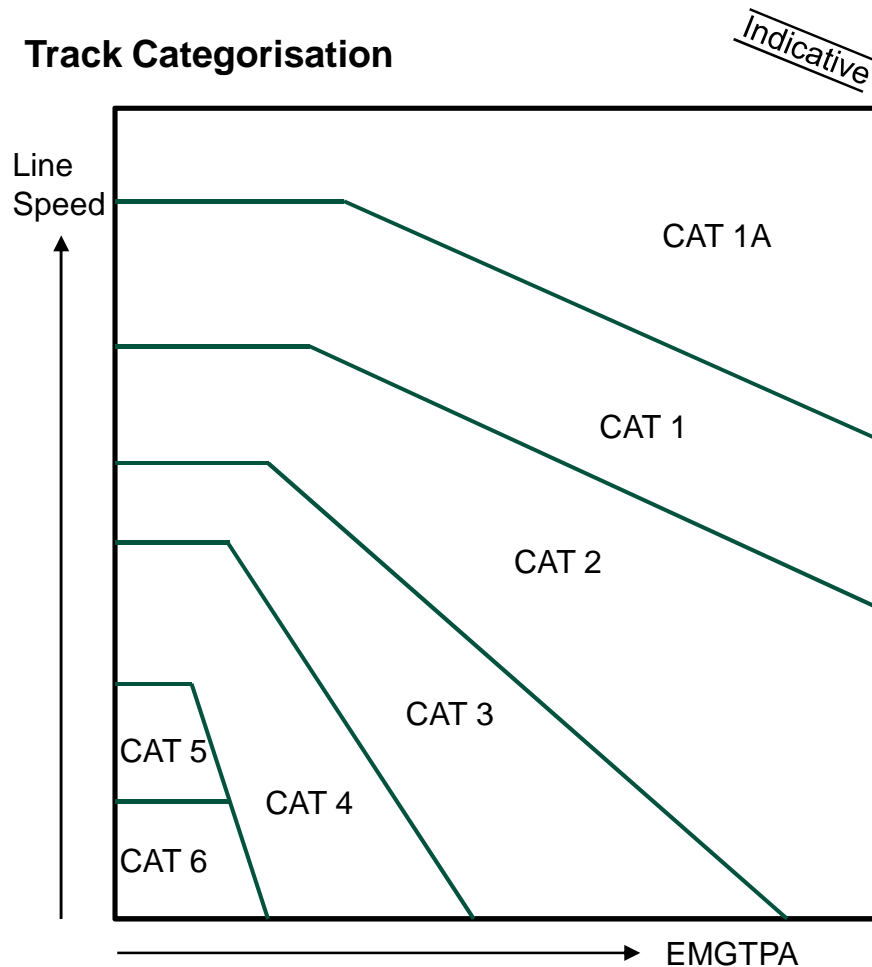 Track Categorisation
Indicative
Line
Speed
CAT 1A
CAT 1
CAT 2
CAT 3
CAT 5
CAT 4
CAT 6
EMGTPA